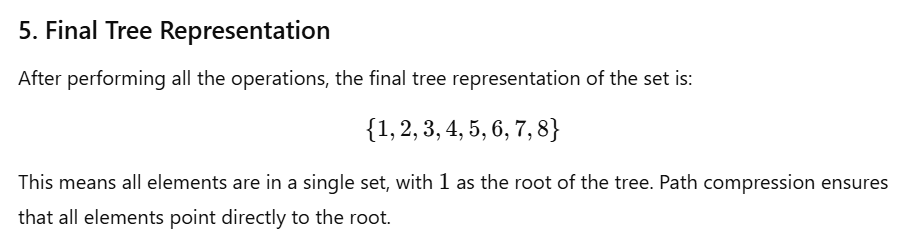 5. Final Tree Representation
After performing all the operations, the final tree representation of the set is:
{1, 2, 3, 4, 5, 6, 7, 8}
This means all elements are in a single set, with 1 as the root of the tree. Path compression ensures
that all elements point directly to the root.